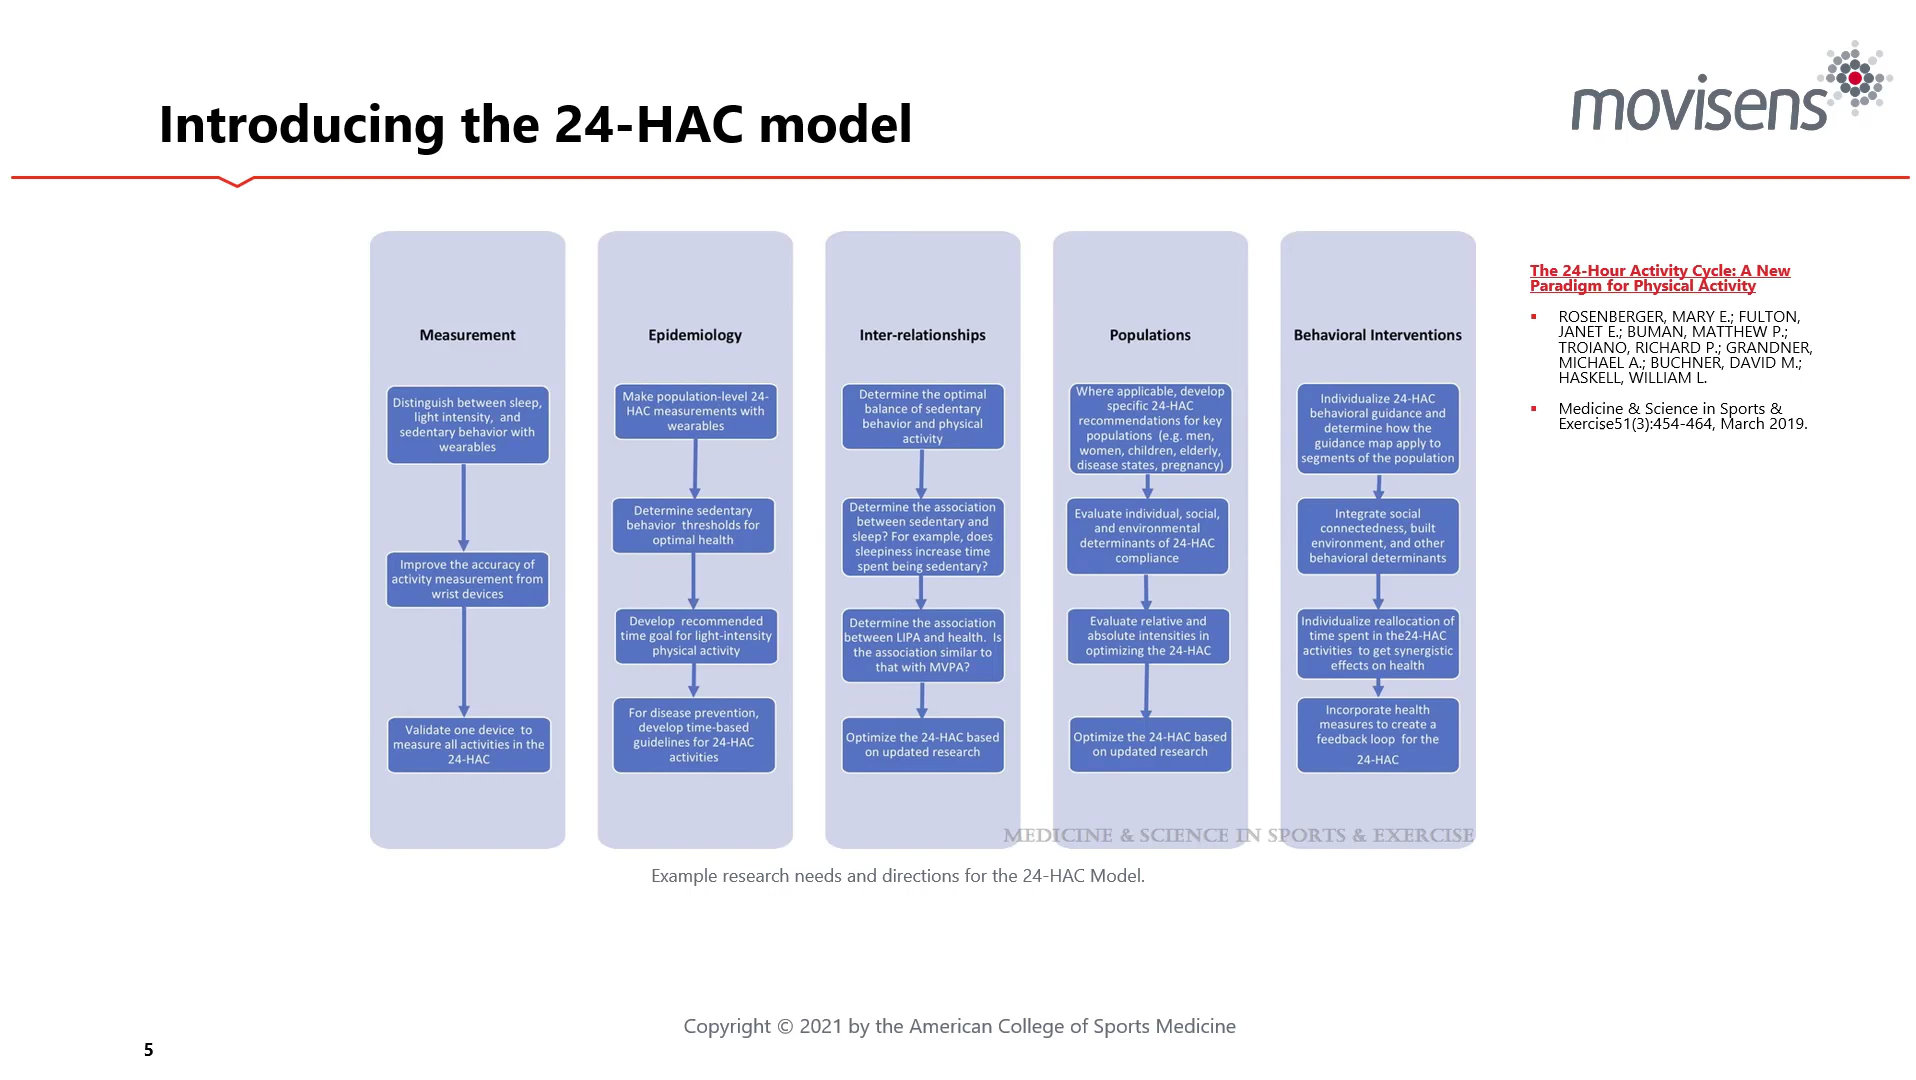 movisens
Introducing the 24-HAC model
Measurement
Distinguish between sleep,
light intensity, and
sedentary behavior with
wearables
Improve the accuracy of
activity measurement from
wrist devices
Validate one device to
measure all activities in the
24-HAC
Epidemiology
Make population-level 24-
HAC measurements with
wearables
Determine sedentary
behavior thresholds for
optimal health
Develop recommended
time goal for light-intensity
physical activity
For disease prevention,
develop time-based
guidelines for 24-HAC
activities
Inter-relationships
Determine the optimal
balance of sedentary
behavior and physical
activity
Determine the association
between sedentary and
sleep? For example, does
sleepiness increase time
spent being sedentary?
Determine the association
between LIPA and health. Is
the association similar to
that with MVPA?
Optimize the 24-HAC based
on updated research
Populations
Where applicable, develop
specific 24-HAC
recommendations for key
populations (e.g. men,
women, children, elderly,
disease states, pregnancy)
Evaluate individual, social,
and environmental
determinants of 24-HAC
compliance
Evaluate relative and
absolute intensities in
optimizing the 24-HAC
Optimize the 24-HAC based
on updated research
Behavioral Interventions
Individualize 24-HAC
behavioral guidance and
determine how the
guidance map apply to
segments of the population
Integrate social
connectedness, built
environment, and other
behavioral determinants
Individualize reallocation of
time spent in the24-HAC
activities to get synergistic
effects on health
Incorporate health
measures to create a
feedback loop for the
24-HAC
MEDICINE & SCIENCE IN SPORTS & EXERCISE
Example research needs and directions for the 24-HAC Model.
The 24-Hour Activity Cycle: A New
Paradigm for Physical Activity
ROSENBERGER, MARY E.; FULTON,
JANET E.; BUMAN, MATTHEW P.;
TROIANO, RICHARD P.; GRANDNER,
MICHAEL A.; BUCHNER, DAVID M.;
HASKELL, WILLIAM L.
Medicine & Science in Sports &
Exercise51(3):454-464, March 2019.
Copyright © 2021 by the American College of Sports Medicine
5